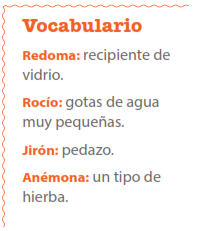 Vocabulario
Redoma: recipiente de
vidrio.
Rocío: gotas de agua
muy pequeñas.
Jirón: pedazo.
Anémona: un tipo de
hierba.